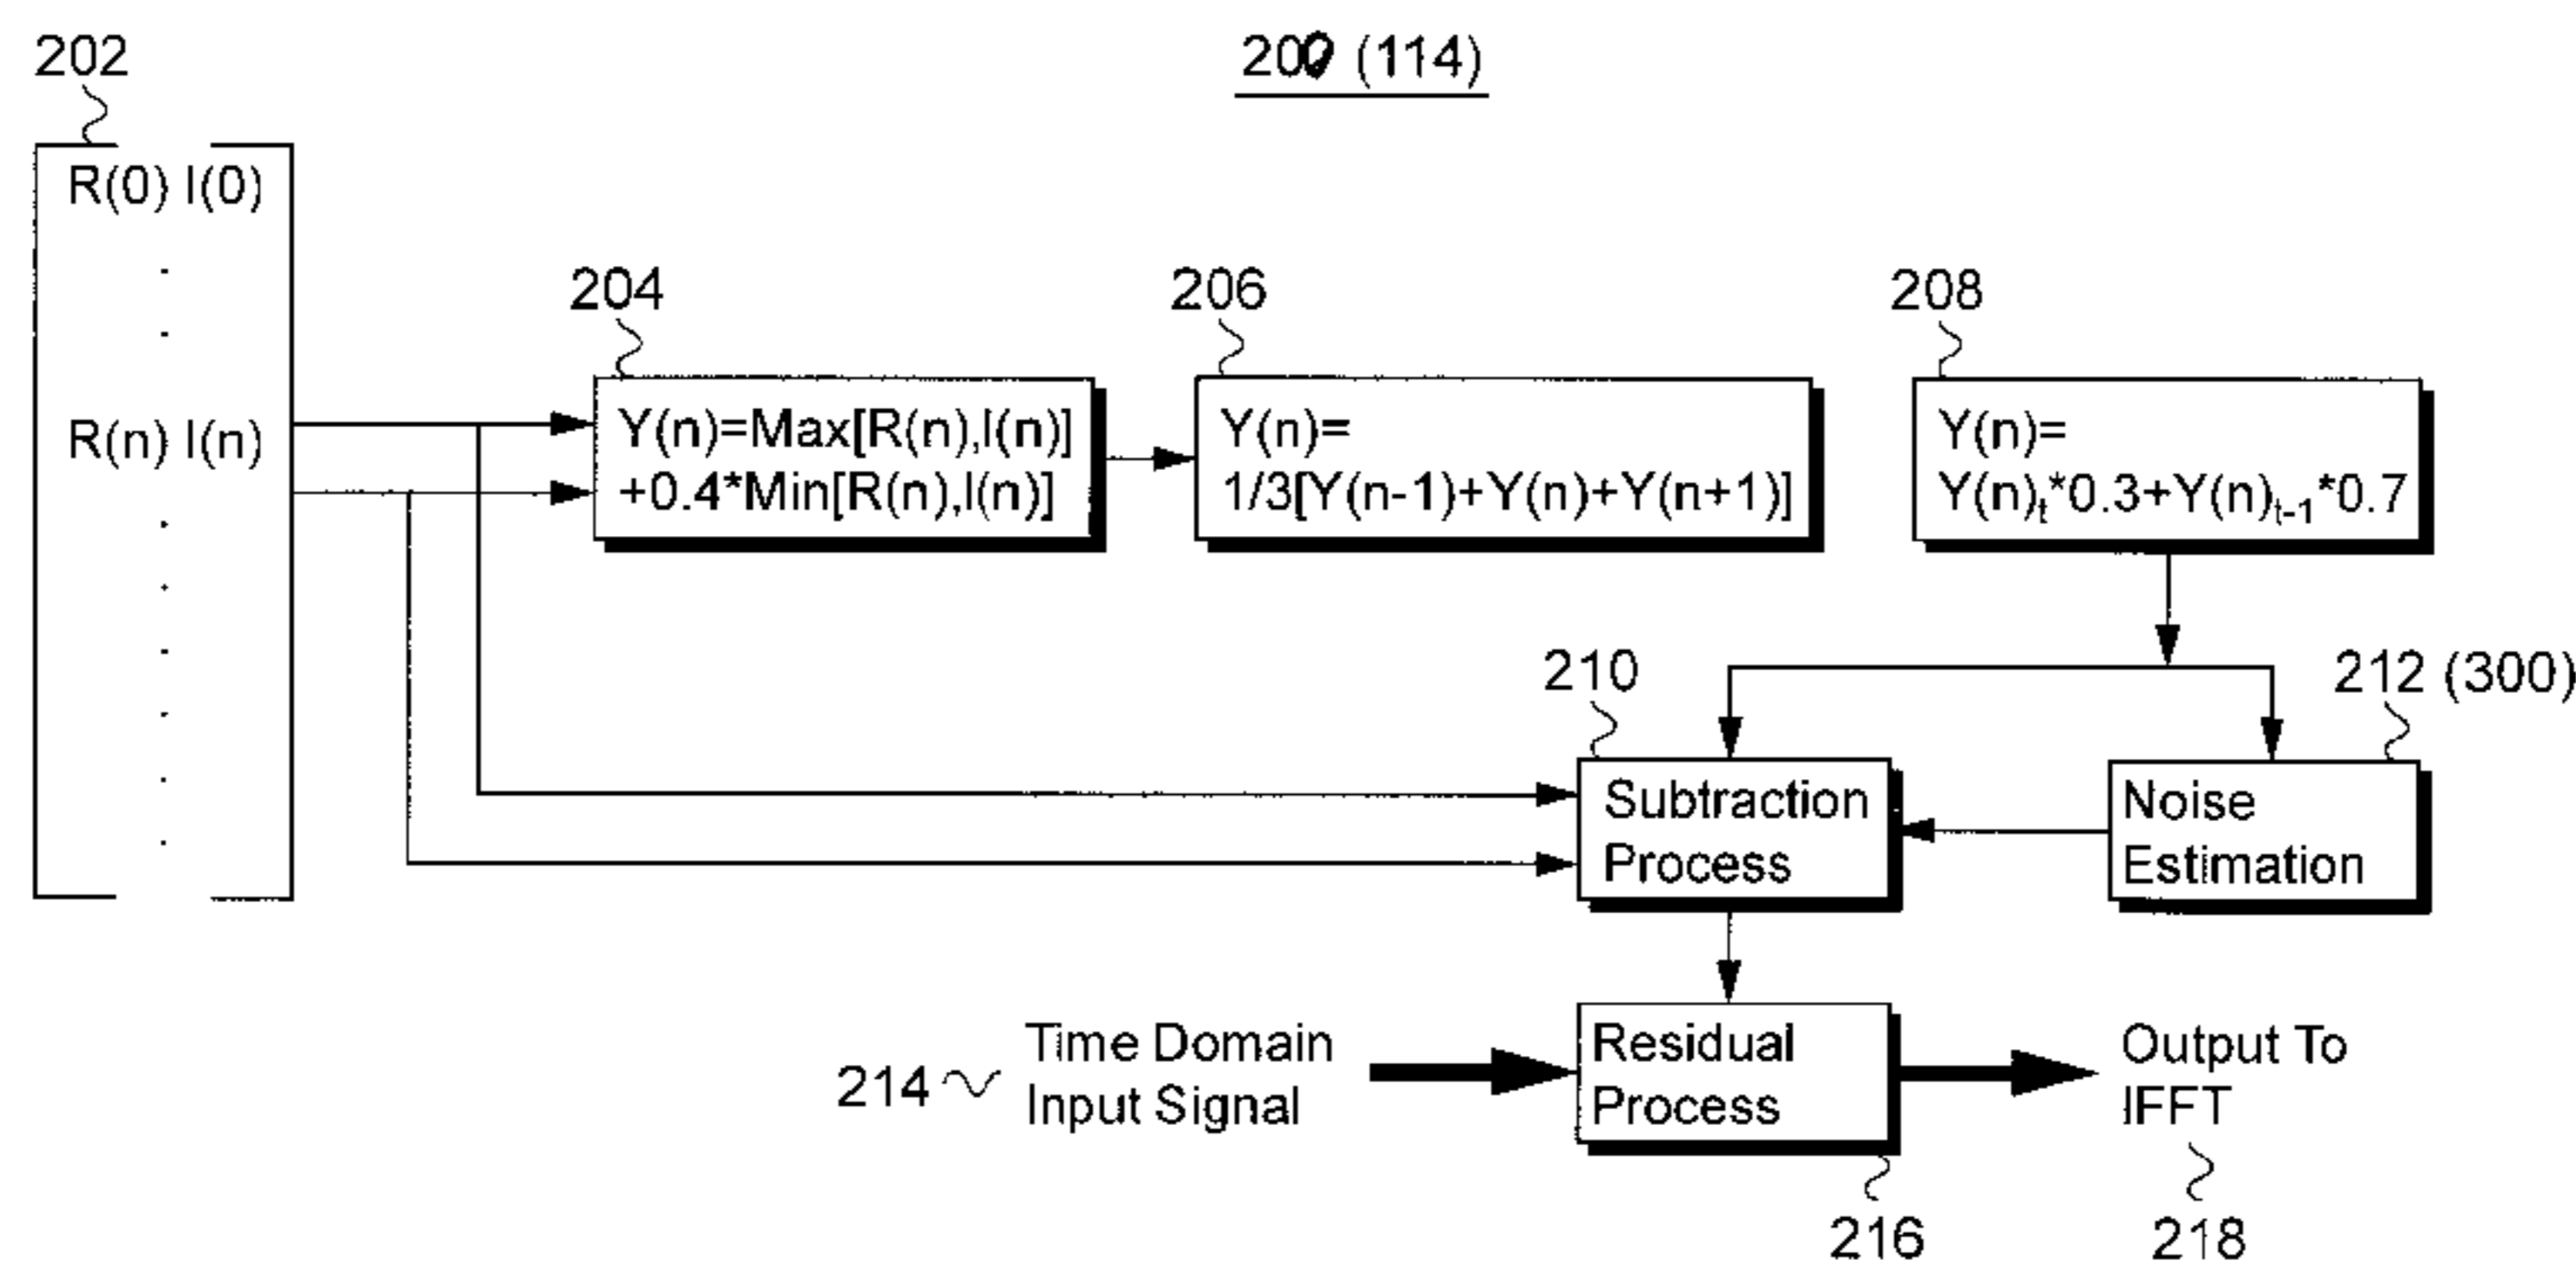 200 (114)
202
R(0) I(0)
R(n) I(n)
204
Y(n)=Max[R(n),I(n)]
+0.4*Min[R(n),I(n)]
206
Y(n)=
1/3[Y(n-1)+Y(n)+Y(n+1)]
208
Y(n)=
Y(n)t*0.3+Y(n)t-1*0.7
210
Subtraction
Process
212 (300)
Noise
Estimation
214
Time Domain
Input Signal
Residual
Process
216
Output To
IFFT
218